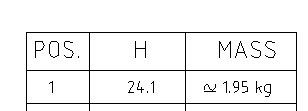 POS. H MASS
1 24.1 ≈ 1.95 kg